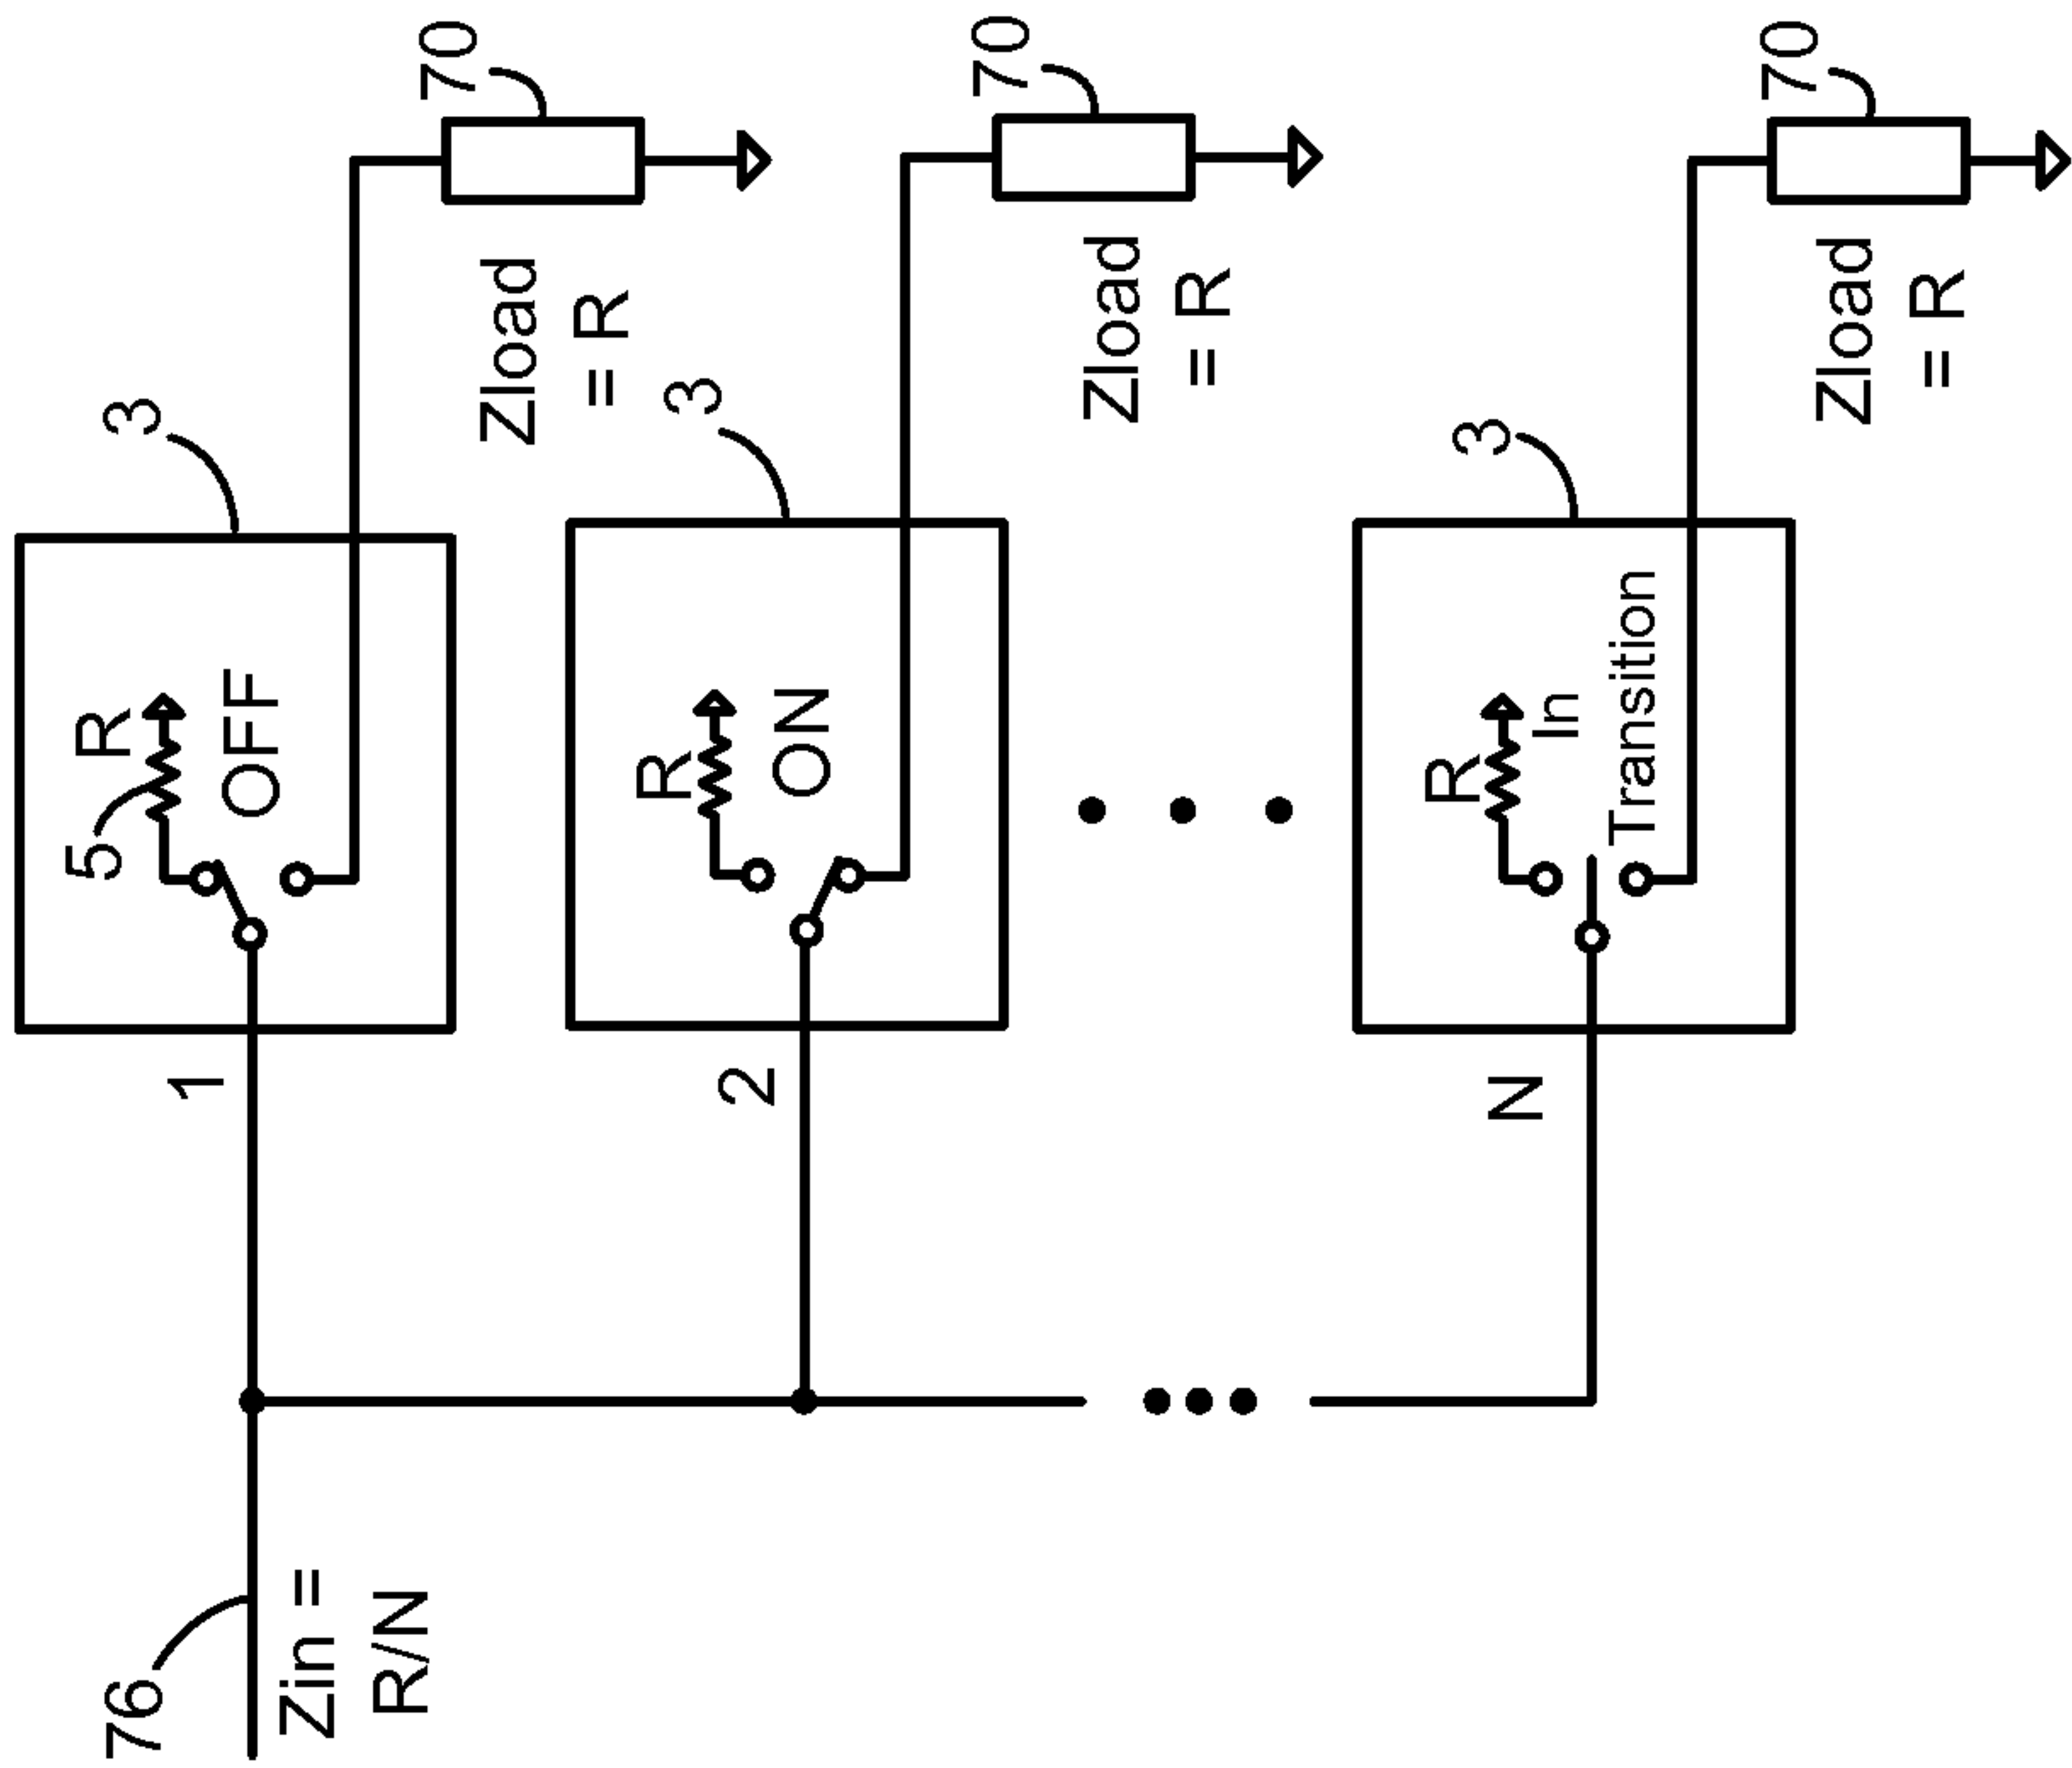 76
Zin =
R/N
1
3
5
R
OFF
70
Zload
= R
2
3
R
ON
70
Zload
= R
N
3
R
In
Transition
70
Zload
= R